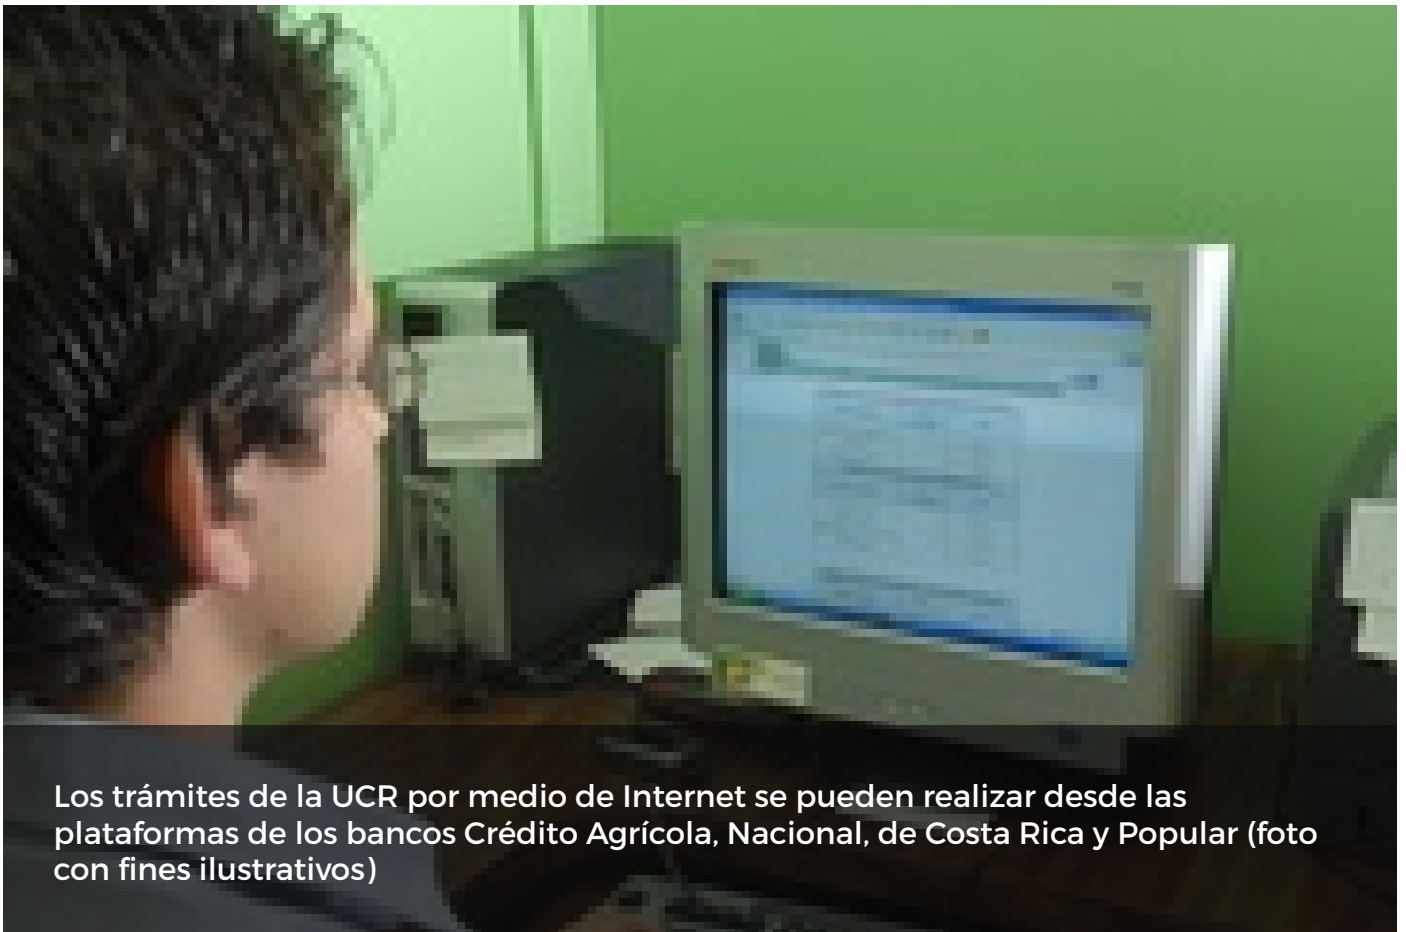 Los trámites de la UCR por medio de Internet se pueden realizar desde las
plataformas de los bancos Crédito Agrícola, Nacional, de Costa Rica y Popular (foto
con fines ilustrativos)